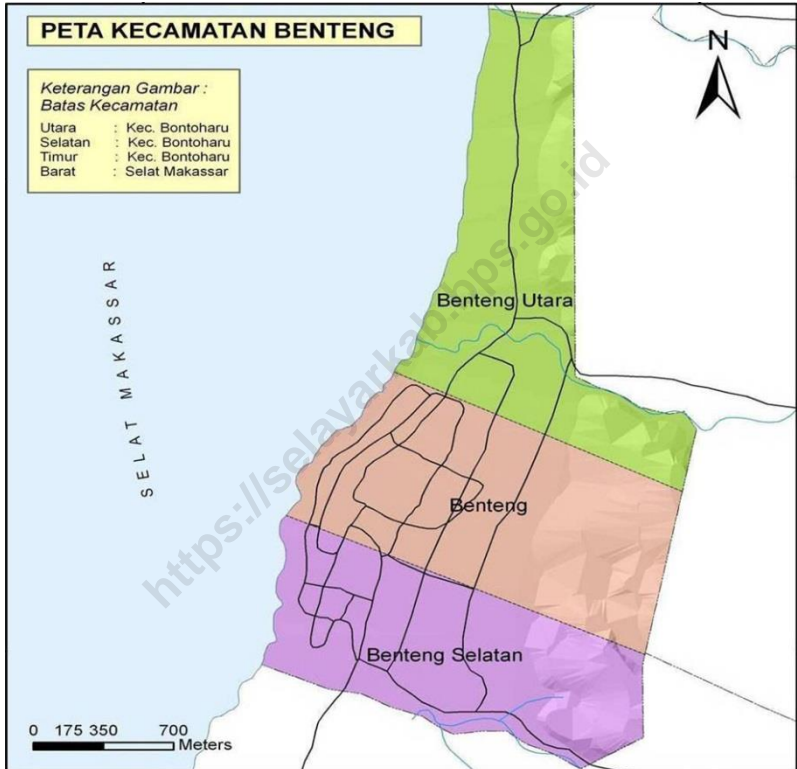 PETA KECAMATAN BENTENG
Keterangan Gambar :
Batas Kecamatan
Utara : Kec. Bontoharu
Selatan : Kec. Bontoharu
Timur : Kec. Bontoharu
Barat : Selat Makassar
N
SELAT MAKASSAR
Benteng Utara
Benteng
Benteng Selatan
0 175 350 700
Meters
https://selayarkab.bps.go.id